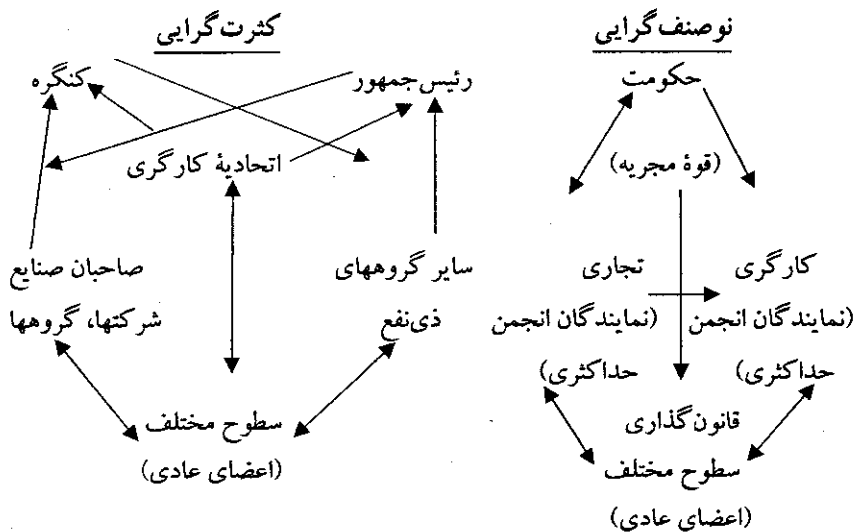 نوصنف‌گرایی
حکومت
(قوهٔ مجریه)
کارگری
(نمایندگان انجمن
حداکثری)
تجاری
(نمایندگان انجمن
حداکثری)
قانون‌گذاری
سطوح مختلف
(اعضای عادی)
کثرت‌گرایی
رئیس‌جمهور
کنگره
اتحادیهٔ کارگری
سایر گروههای
ذی‌نفع
صاحبان صنایع
شرکتها، گروهها
سطوح مختلف
(اعضای عادی)